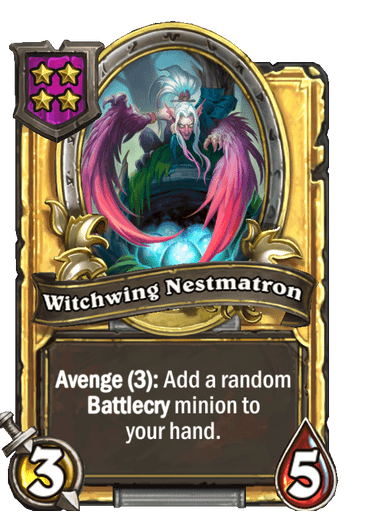 Witchwing Nestmatron
Avenge (3): Add a random
Battlecry minion to
your hand.
3
5